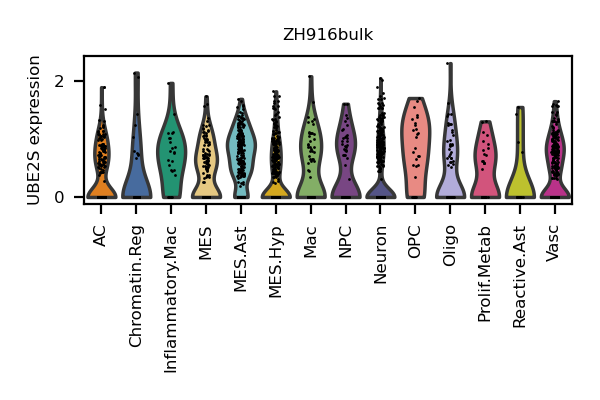 ZH916bulk
UBE2S expression
2
0
AC
Chromatin.Reg
Inflammatory.Mac
MES
MES.Ast
MES.Hyp
Mac
NPC
Neuron
OPC
Oligo
Prolif.Metab
Reactive.Ast
Vasc